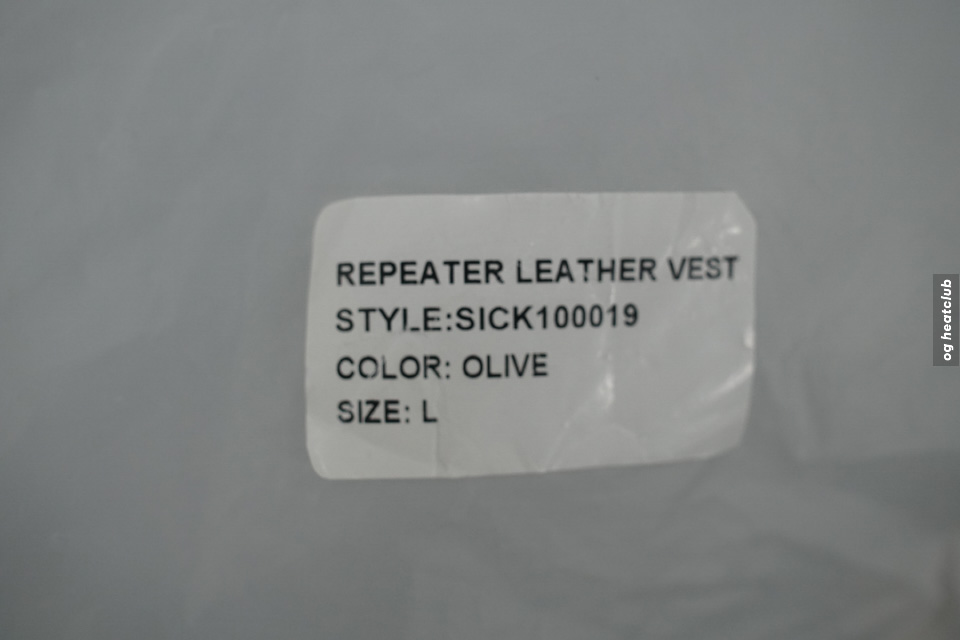 REPEATER LEATHER VEST
STYLE:SICK100019
COLOR: OLIVE
SIZE: L
og heatclub